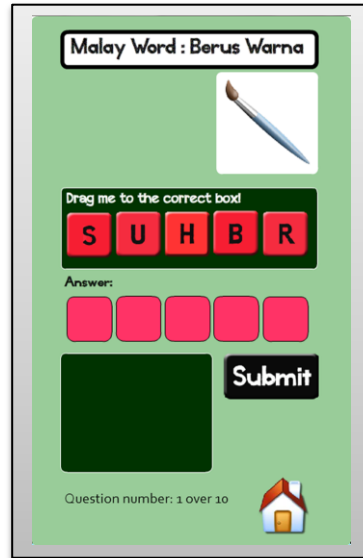 Malay Word : Berus Warna
Drag me to the correct box!
S U H B R
Answer:
Submit
Question number: 1 over 10